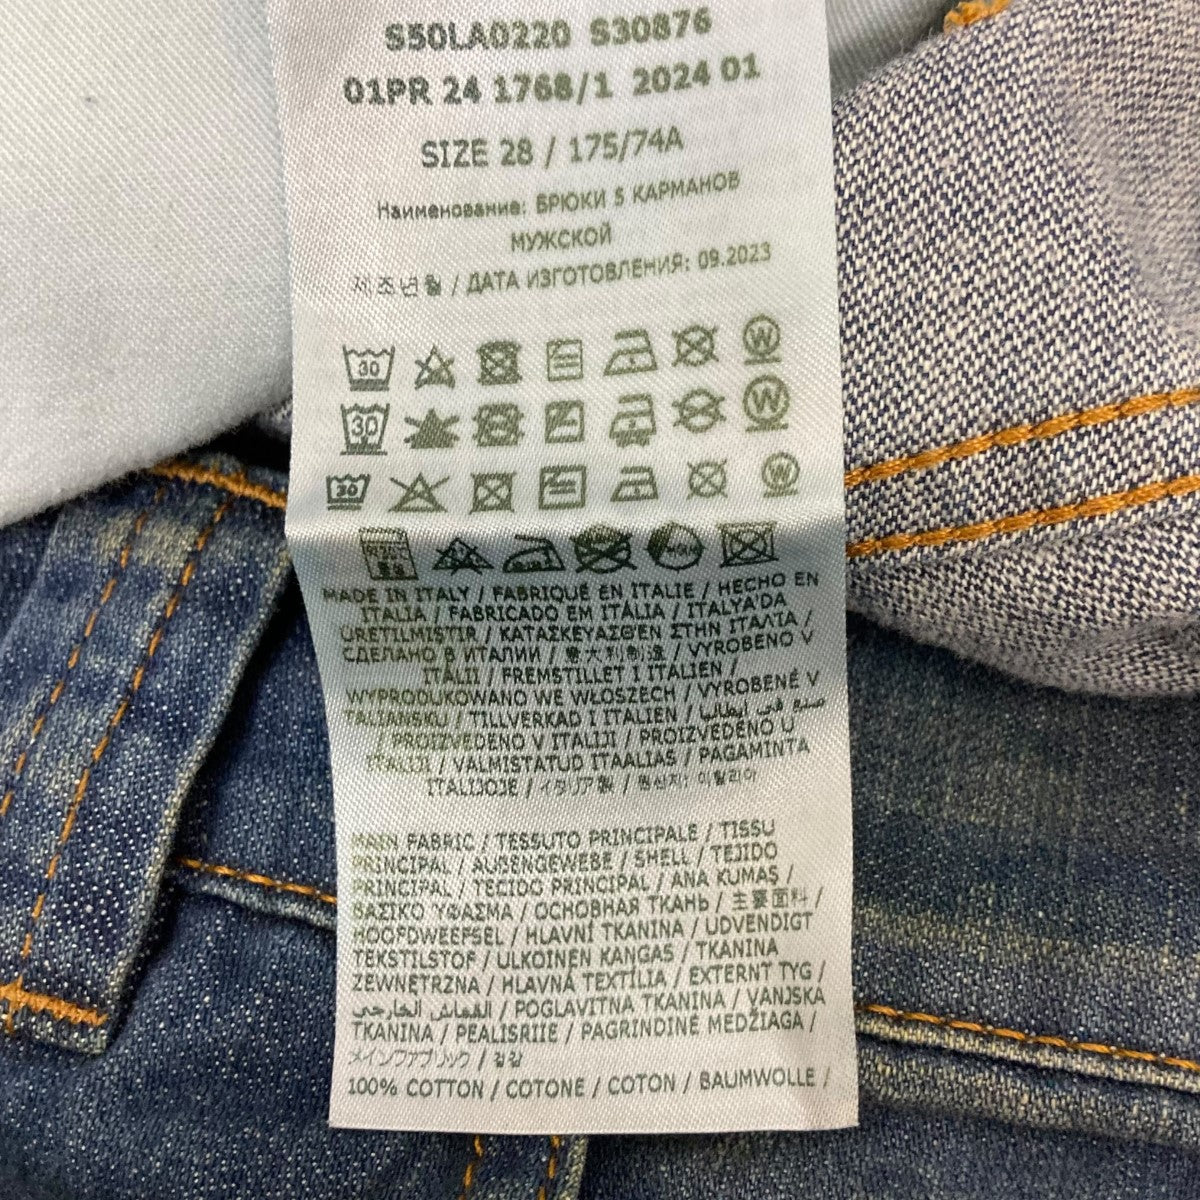 S50LA0220 S30876
01PR 24 1768/1 2024 01
SIZE 28 / 175/74A
Наименование: БРЮКИ 5 КАРМАНОВ
МУЖСКОЙ
제조년월 / ДАТА ИЗГОТОВЛЕНИЯ: 09.2023
30 W
30 W
30 W
MADE IN ITALY / FABRIQUÉ EN ITALIE / HECHO EN
ITALIA / FABRICADO EM ITÁLIA / ITALYA'DA
ÜRETILMISTIR / ΚΑΤΑΣΚΕΥΑΣΘΕΝ ΣΤΗΝ ΙΤΑΛΤΑ /
СДЕЛАНО В ИТАЛИИ / 意大利制造 / VYROBENO V
ITÁLII / FREMSTILLET I ITALIEN /
WYPRODUKOWANO WE WŁOSZECH / VYROBENÉ V
TALIANSKU / TILLVERKAD I ITALIEN / صنع في ايطاليا
/ PROIZVEDENO V ITALIJI / PROIZVEDENO U
ITALIJI / VALMISTATUD ITAALIAS / PAGAMINTA
ITALIJOJE / イタリア製 / 원산지: 이탈리아
MAIN FABRIC / TESSUTO PRINCIPALE / TISSU
PRINCIPAL / AUßENGEWEBE / SHELL / TEJIDO
PRINCIPAL / TECIDO PRINCIPAL / ANA KUMAŞ /
ΒΑΣΙΚΟ ΥΦΑΣΜΑ / ОСНОВНАЯ ТКАНЬ / 主要面料 /
HOOFDWEEFSEL / HLAVNÍ TKANINA / UDVENDIGT
TEKSTILSTOF / ULKOINEN KANGAS / TKANINA
ZEWNĘTRZNA / HLAVNÁ TEXTÍLIA / EXTERNT TYG /
القماش الخارجي / POGLAVITNA TKANINA / VANJSKA
TKANINA / PEALISRIIE / PAGRINDINĖ MEDŽIAGA /
メインファブリック / 겉감
100% COTTON / COTONE / COTON / BAUMWOLLE /